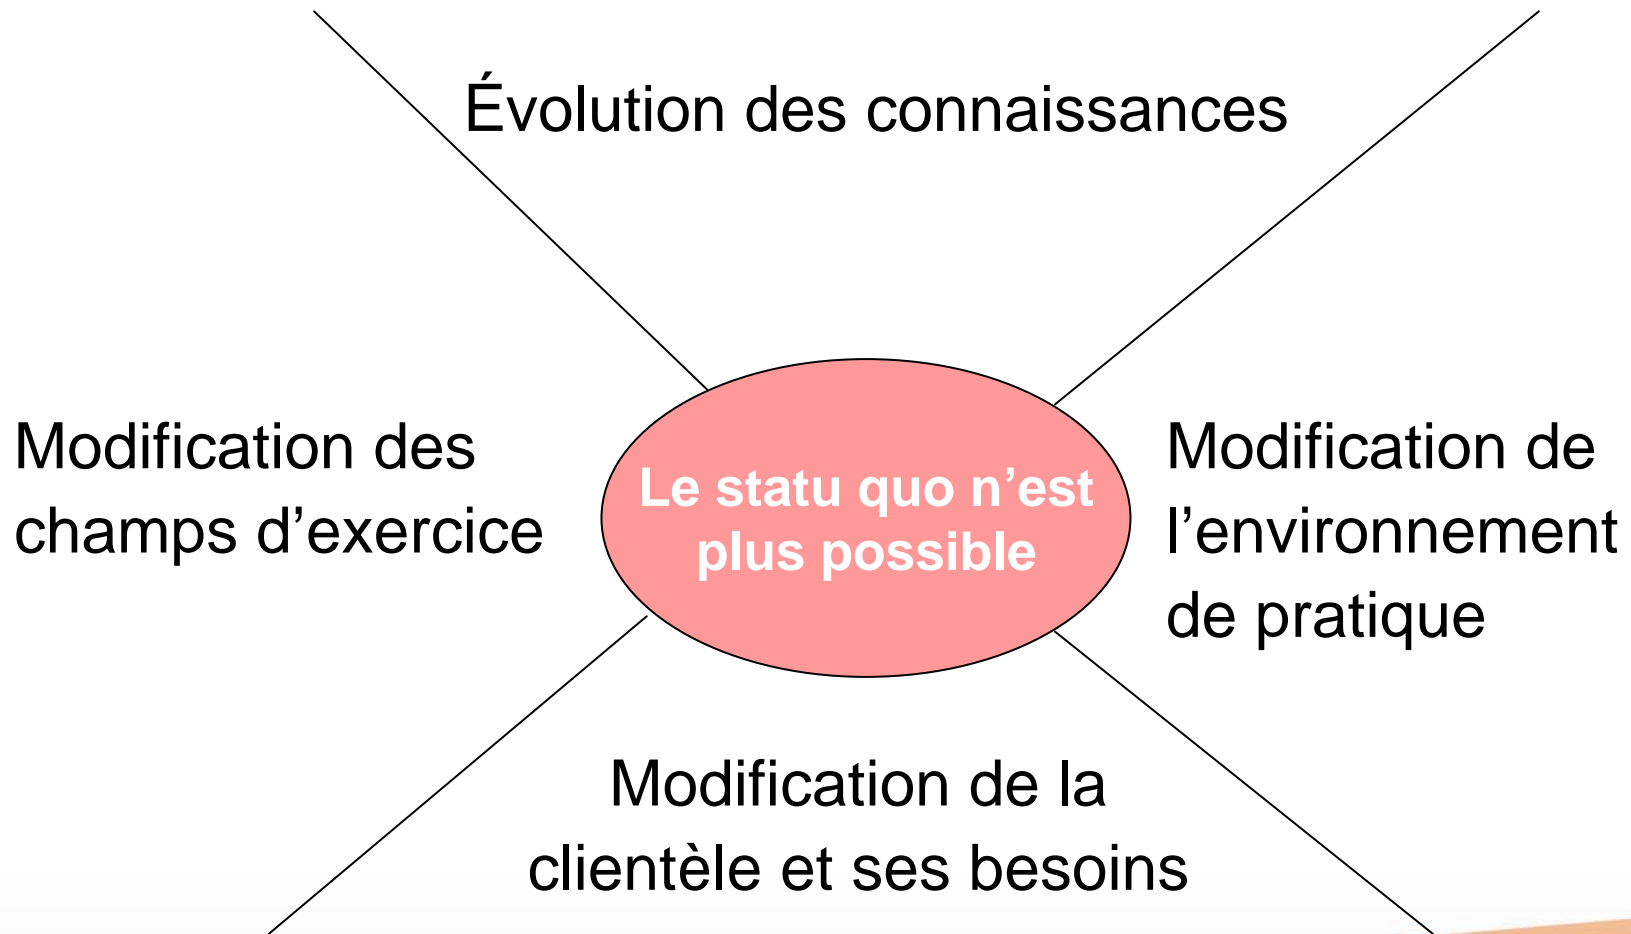 Évolution des connaissances
Modification des
champs d’exercice
Le statu quo n’est
plus possible
Modification de
l’environnement
de pratique
Modification de la
clientèle et ses besoins